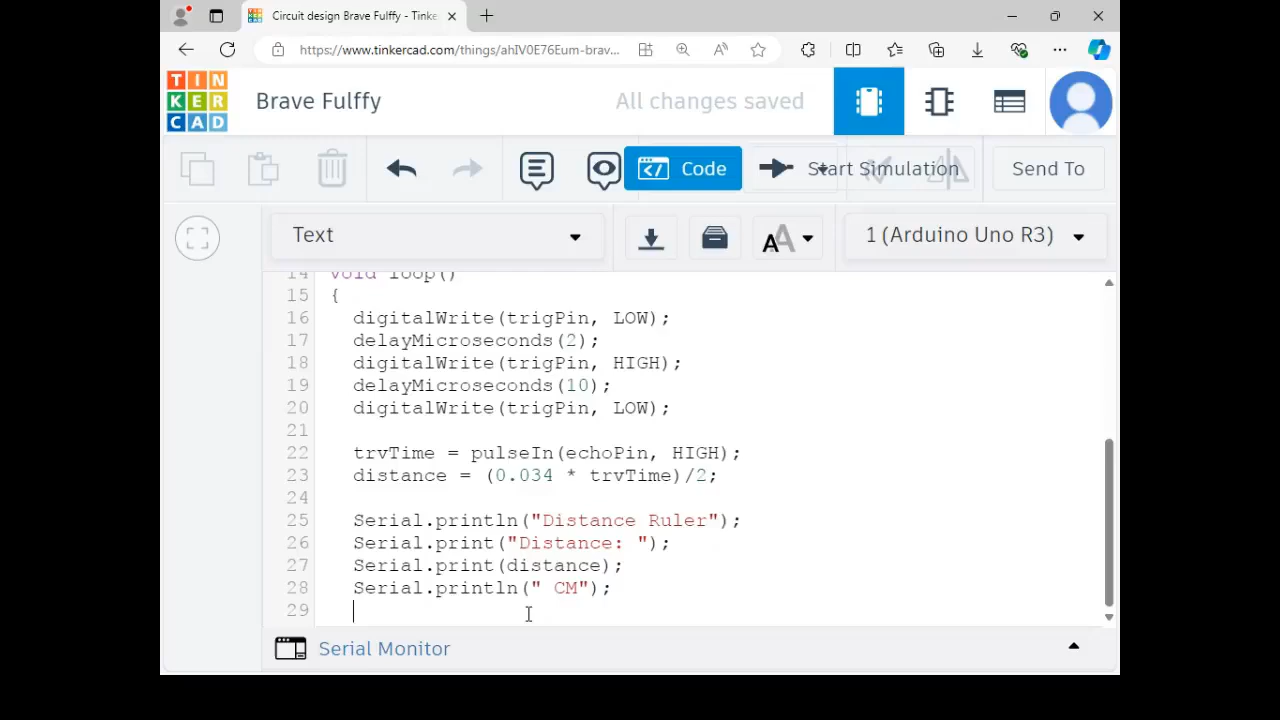 Circuit design Brave Fulffy - Tinke
https://www.tinkercad.com/things/ahIV0E76Eum-brav...
TIN
KER
CAD
Brave Fulffy
All changes saved
Code
Start Simulation
Send To
Text
AA
1 (Arduino Uno R3)
14 void loop()
15 {
16 digitalWrite(trigPin, LOW);
17 delayMicroseconds(2);
18 digitalWrite(trigPin, HIGH);
19 delayMicroseconds(10);
20 digitalWrite(trigPin, LOW);
21
22 trvTime = pulseIn(echoPin, HIGH);
23 distance = (0.034 * trvTime)/2;
24
25 Serial.println("Distance Ruler");
26 Serial.print("Distance: ");
27 Serial.print(distance);
28 Serial.println(" CM");
29
Serial Monitor